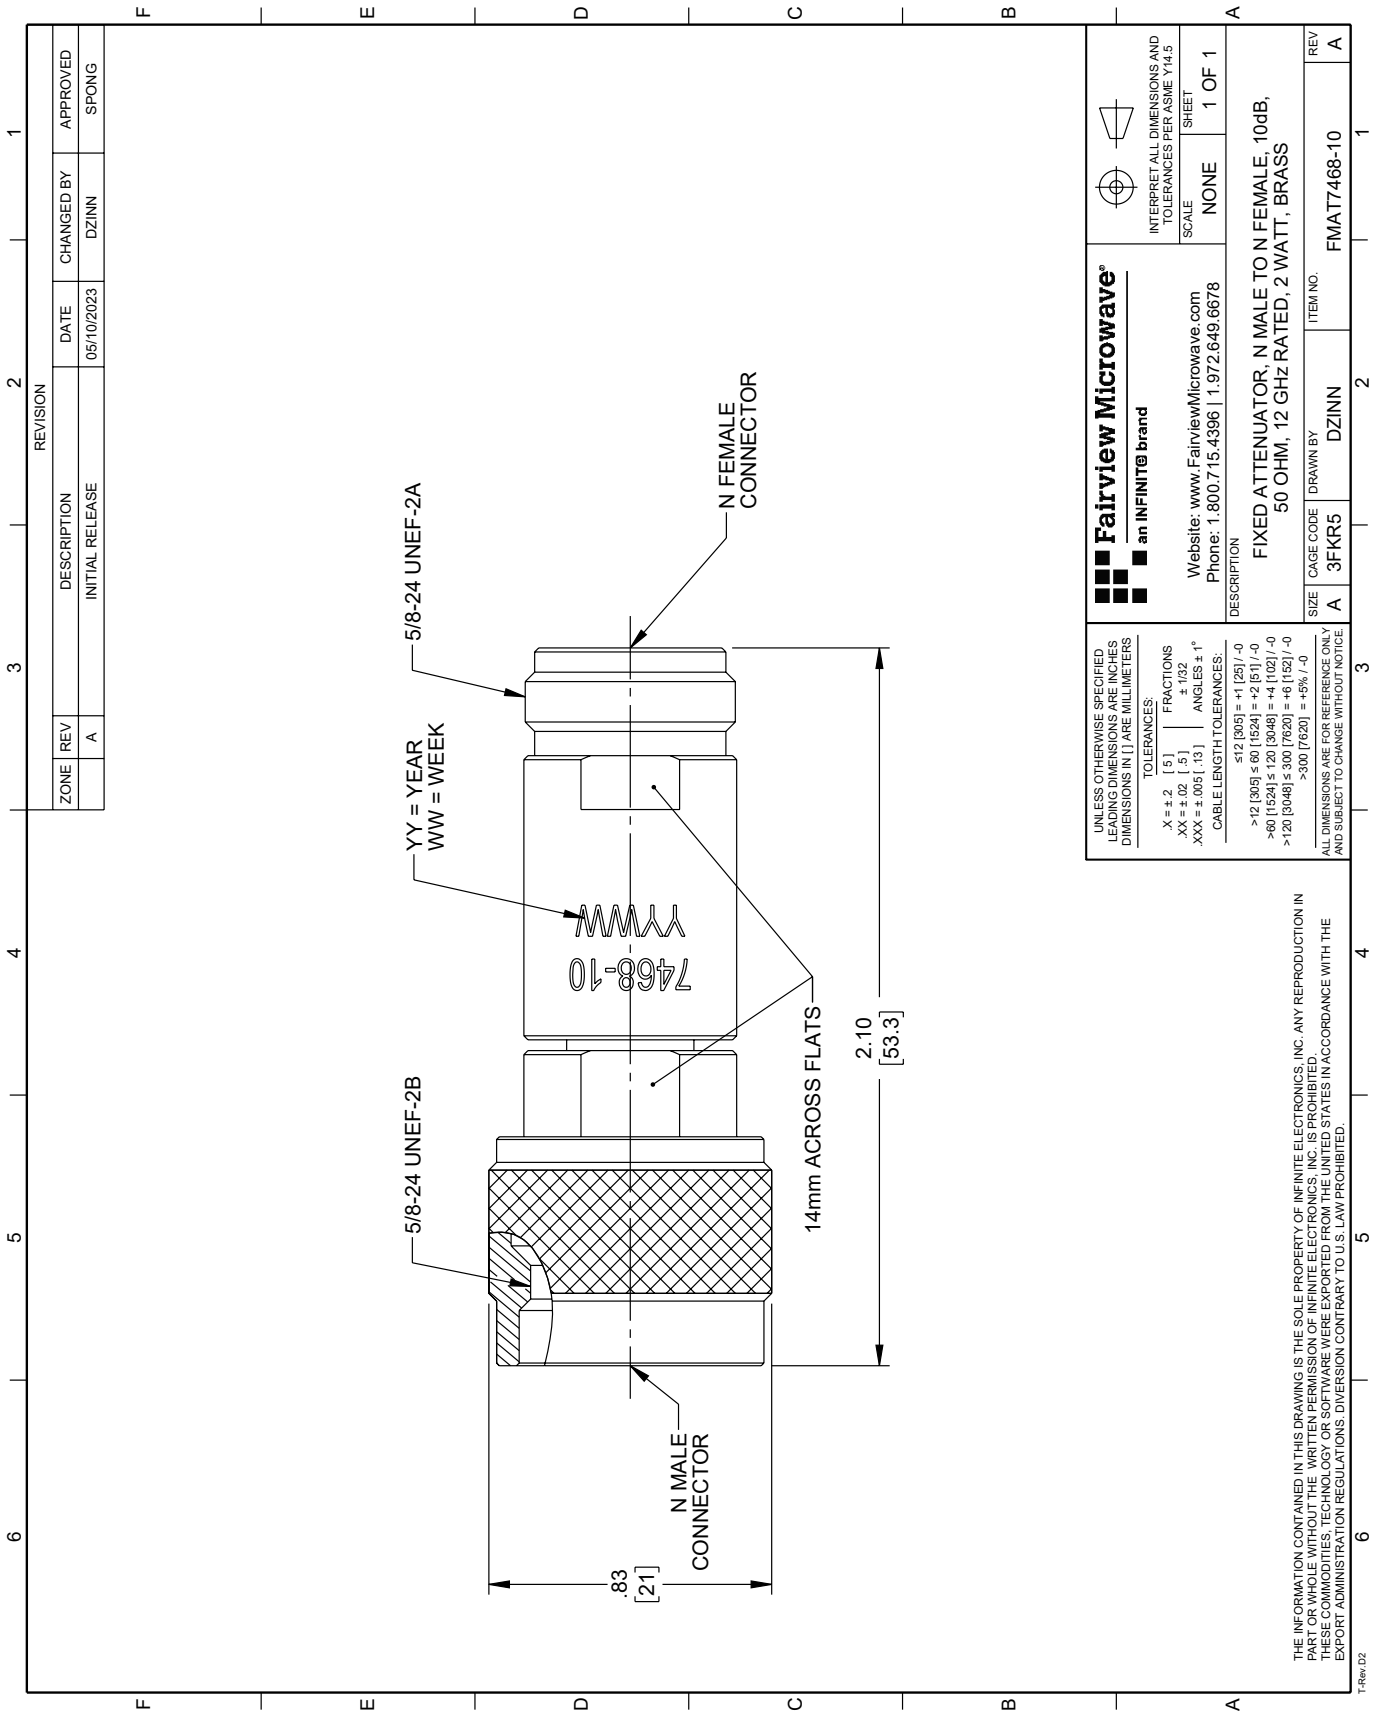 6
5
4
3
2
1
F
E
D
C
B
A
REVISION
ZONE REV DESCRIPTION DATE CHANGED BY APPROVED
A INITIAL RELEASE 05/10/2023 DZINN SPONG
5/8-24 UNEF-2B
YY = YEAR
WW = WEEK
5/8-24 UNEF-2A
7468-10
YYWW
.83
[21]
N MALE
CONNECTOR
N FEMALE
CONNECTOR
14mm ACROSS FLATS
2.10
[53.3]
UNLESS OTHERWISE SPECIFIED
LEADING DIMENSIONS ARE INCHES
DIMENSIONS IN [ ] ARE MILLIMETERS
TOLERANCES:
.X = ± .2 [ 5 ] FRACTIONS
.XX = ± .02 [ .5 ] ± 1/32
.XXX = ± .005 [ .13 ] ANGLES ± 1°
CABLE LENGTH TOLERANCES:
≤12 [305] = +1 [25] / -0
>12 [305] ≤ 60 [1524] = +2 [51] / -0
>60 [1524] ≤ 120 [3048] = +4 [102] / -0
>120 [3048] ≤ 300 [7620] = +6 [152] / -0
>300 [7620] = +5% / -0
ALL DIMENSIONS ARE FOR REFERENCE ONLY
AND SUBJECT TO CHANGE WITHOUT NOTICE.
Fairview Microwave®
an INFINIT@ brand
Website: www.FairviewMicrowave.com
Phone: 1.800.715.4396 | 1.972.649.6678
INTERPRET ALL DIMENSIONS AND
TOLERANCES PER ASME Y14.5
SCALE SHEET
NONE 1 OF 1
DESCRIPTION
FIXED ATTENUATOR, N MALE TO N FEMALE, 10dB,
50 OHM, 12 GHz RATED, 2 WATT, BRASS
SIZE CAGE CODE DRAWN BY ITEM NO. REV
A 3FKR5 DZINN FMAT7468-10 A
THE INFORMATION CONTAINED IN THIS DRAWING IS THE SOLE PROPERTY OF INFINITE ELECTRONICS, INC. ANY REPRODUCTION IN
PART OR WHOLE WITHOUT THE WRITTEN PERMISSION OF INFINITE ELECTRONICS, INC. IS PROHIBITED.
THESE COMMODITIES, TECHNOLOGY OR SOFTWARE WERE EXPORTED FROM THE UNITED STATES IN ACCORDANCE WITH THE
EXPORT ADMINISTRATION REGULATIONS. DIVERSION CONTRARY TO U.S. LAW PROHIBITED.
F
E
D
C
B
A
T-Rev.D2
6
5
4
3
2
1